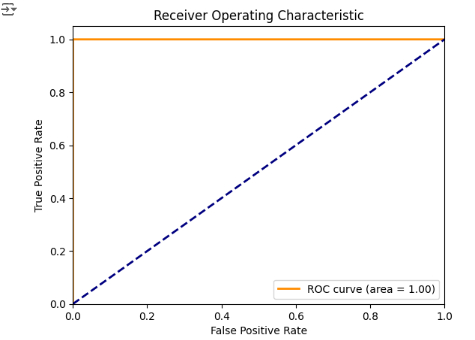 Receiver Operating Characteristic
1.0
0.8
0.6
0.4
0.2
0.0
True Positive Rate
ROC curve (area = 1.00)
0.0 0.2 0.4 0.6 0.8 1.0
False Positive Rate